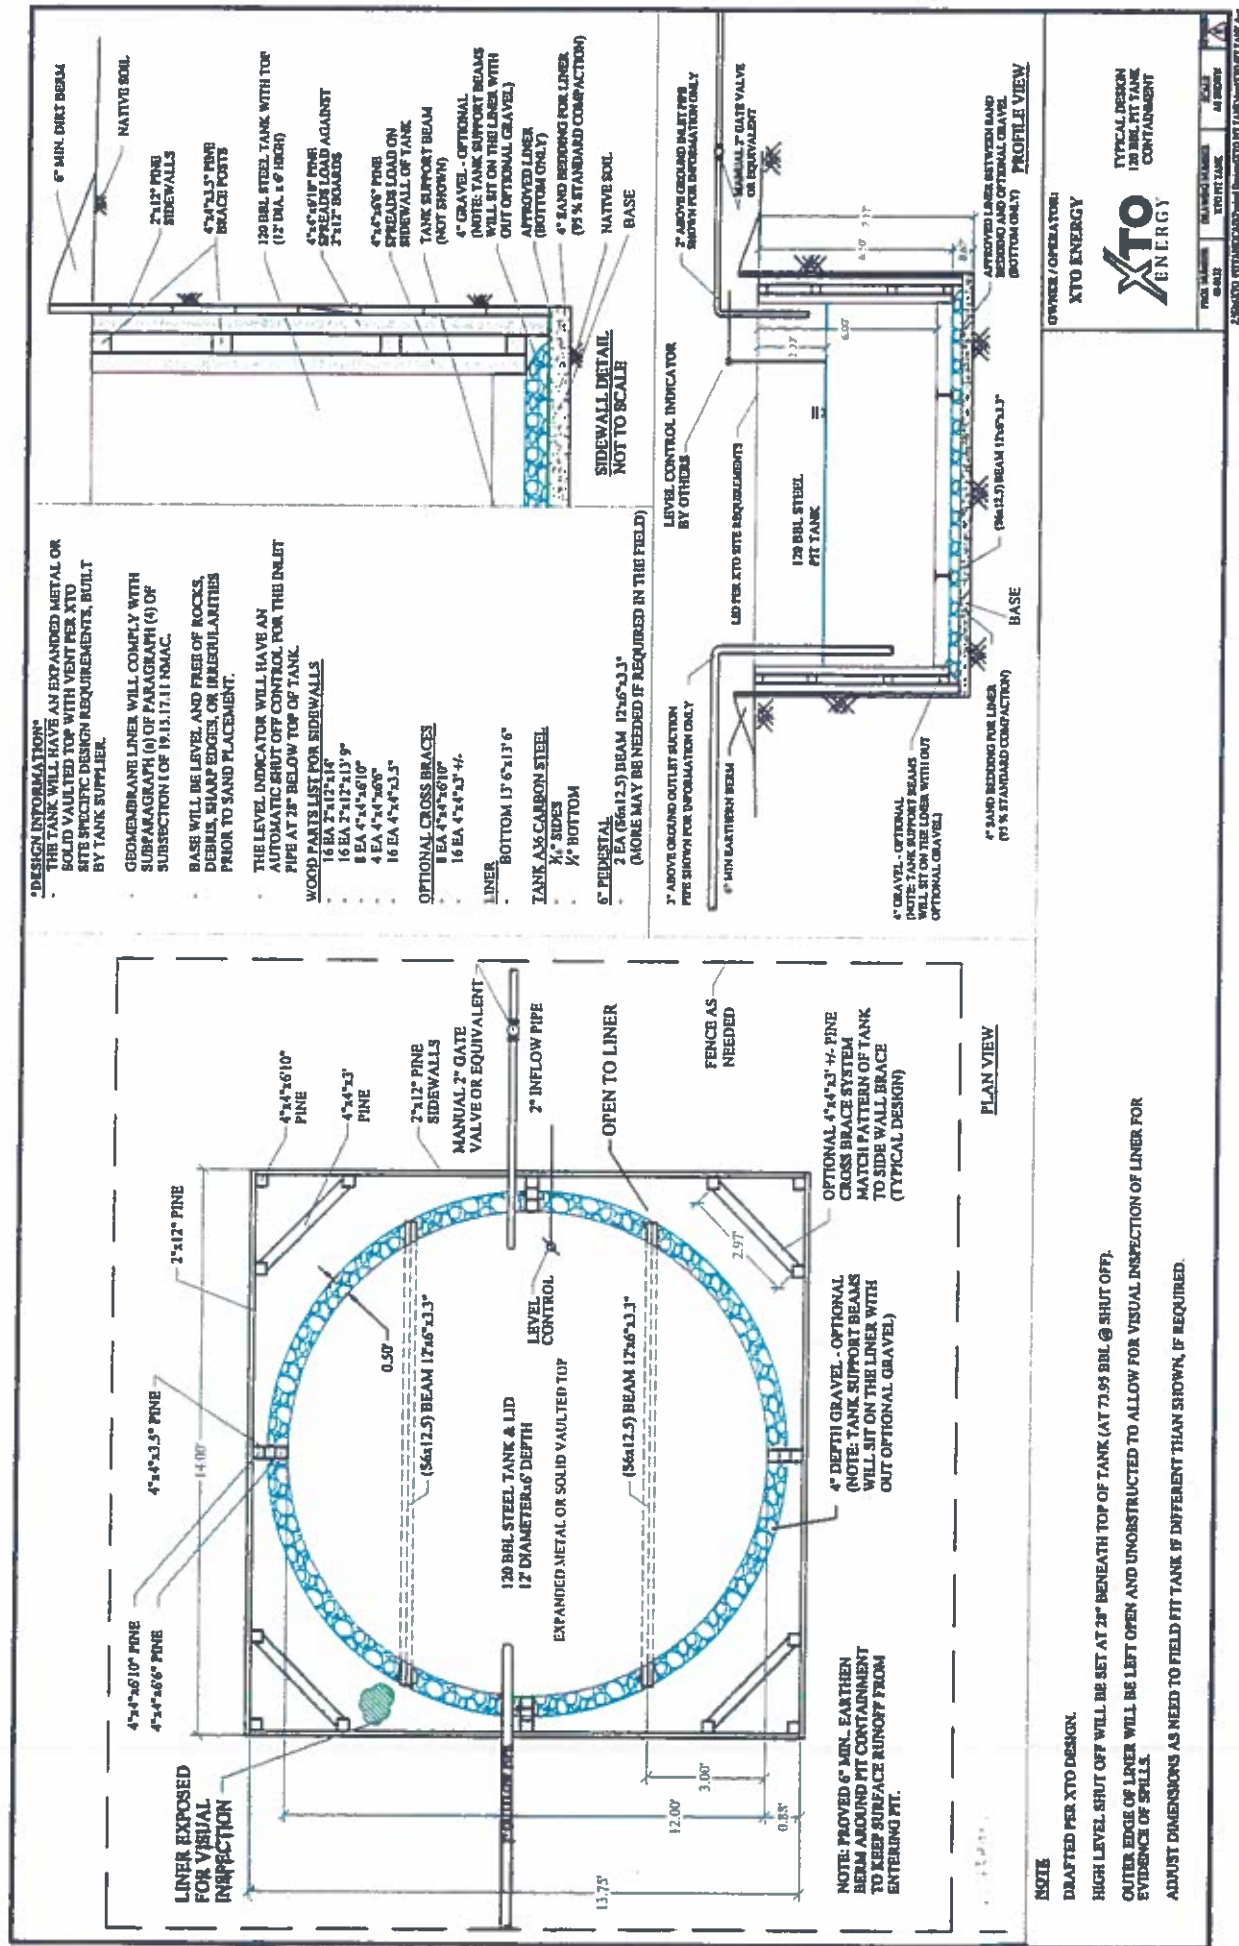 "DESIGN INFORMATION"
- THE TANK WILL HAVE AN EXPANDED METAL OR
SOLID VAULTED TOP WITH VENT PER XTO
SITE SPECIFIC DESIGN REQUIREMENTS, BUILT
BY TANK SUPPLIER.
- GEOMEMBRANE LINER WILL COMPLY WITH
SUBPARAGRAPH (a) OF PARAGRAPH (4) OF
SUBSECTION I OF 19.15.17.11 NMAC.
- BASE WILL BE LEVEL AND FREE OF ROCKS,
DEBRIS, SHARP EDGES, OR IRREGULARITIES
PRIOR TO SAND PLACEMENT.
- THE LEVEL INDICATOR WILL HAVE AN
AUTOMATIC SHUT OFF CONTROL FOR THE INLET
PIPE AT 28" BELOW TOP OF TANK.
WOOD PARTS LIST FOR SIDEWALLS
- 16 EA 2"x12"x14'
- 16 EA 2"x12"x13'9"
- 8 EA 4"x4"x6'10"
- 4 EA 4"x4"x6'6"
- 16 EA 4"x4"x3.5"
OPTIONAL CROSS BRACES
- 8 EA 4"x4"x6'10"
- 16 EA 4"x4"x3' +/-
LINER
- BOTTOM 13' 6"x13'6"
TANK A36 CARBON STEEL
- SIDES
- BOTTOM
6" PEDESTAL
- 2 EA (S6x12.5) BEAM 12'x6"x3.3"
(MORE MAY BE NEEDED IF REQUIRED IN THE FIELD)
6" MIN. DIRT BERM
NATIVE SOIL
2"x12" PINE
SIDEWALLS
4"x4"x3.5" PINE
BRACE POSTS
120 BBL STEEL TANK WITH TOP
(12' DIA. x 6' HIGH)
4"x4"x6'10" PINE
SPREADS LOAD AGAINST
2"x12" BOARDS
4"x4"x6'6" PINE
SPREADS LOAD ON
SIDEWALL OF TANK
TANK SUPPORT BEAM
(NOT SHOWN)
4" GRAVEL - OPTIONAL
(NOTE: TANK SUPPORT BEAMS
WILL SIT ON THE LINER WITH
OUT OPTIONAL GRAVEL)
APPROVED LINER
(BOTTOM ONLY)
4" SAND BEDDING FOR LINER
(95 % STANDARD COMPACTION)
NATIVE SOIL
BASE
SIDEWALL DETAIL
NOT TO SCALE
LINER EXPOSED
FOR VISUAL
INSPECTION
4"x4"x6'10" PINE
4"x4"x6'6" PINE
4"x4"x3.5" PINE
2"x12" PINE
4"x4"x6'10"
PINE
4"x4"x3'
PINE
2"x12" PINE
SIDEWALLS
MANUAL 2" GATE
VALVE OR EQUIVALENT
2" INFLOW PIPE
OPEN TO LINER
FENCE AS
NEEDED
14.00'
0.50'
(S6x12.5) BEAM 12'x6"x3.3"
LEVEL
CONTROL
120 BBL STEEL TANK & LID
12' DIAMETERx6' DEPTH
EXPANDED METAL OR SOLID VAULTED TOP
(S6x12.5) BEAM 12'x6"x3.3"
2.97'
OPTIONAL 4"x4"x3' +/- PINE
CROSS BRACE SYSTEM
MATCH PATTERN OF TANK
TO SIDE WALL BRACE
(TYPICAL DESIGN)
4" DEPTH GRAVEL - OPTIONAL
(NOTE: TANK SUPPORT BEAMS
WILL SIT ON THE LINER WITH
OUT OPTIONAL GRAVEL)
13.75'
12.00'
3.00'
0.88'
NOTE: PROVED 6" MIN. EARTHEN
BERM AROUND PIT CONTAINMENT
TO KEEP SURFACE RUNOFF FROM
ENTERING PIT.
PLAN VIEW
3" ABOVE GROUND OUTLET SUCTION
PIPE SHOWN FOR INFORMATION ONLY
6" MIN EARTHEN BERM
4" GRAVEL - OPTIONAL
(NOTE: TANK SUPPORT BEAMS
WILL SIT ON THE LINER WITH OUT
OPTIONAL GRAVEL)
4" SAND BEDDING FOR LINER
(95 % STANDARD COMPACTION)
BASE
(S6x12.5) BEAM 12'x6"x3.3"
LEVEL CONTROL INDICATOR
BY OTHERS
LID PER XTO SITE REQUIREMENTS
120 BBL STEEL
PIT TANK
6.00'
2" ABOVE GROUND INLET PIPE
SHOWN FOR INFORMATION ONLY
MANUAL 2" GATE VALVE
OR EQUIVALENT
APPROVED LINER BETWEEN SAND
BEDDING AND OPTIONAL GRAVEL
(BOTTOM ONLY)
PROFILE VIEW
NOTE
DRAFTED PER XTO DESIGN.
HIGH LEVEL SHUT OFF WILL BE SET AT 28" BENEATH TOP OF TANK (AT 73.95 BBL @ SHUT OFF).
OUTER EDGE OF LINER WILL BE LEFT OPEN AND UNOBSTRUCTED TO ALLOW FOR VISUAL INSPECTION OF LINER FOR
EVIDENCE OF SPILLS.
ADJUST DIMENSIONS AS NEED TO FIELD FIT TANK IF DIFFERENT THAN SHOWN, IF REQUIRED.
OWNER / OPERATOR:
XTO ENERGY
XTO
ENERGY
TYPICAL DESIGN
120 BBL PIT TANK
CONTAINMENT
DRAWING NUMBER
XTO PIT TANK
SCALE
AS SHOWN